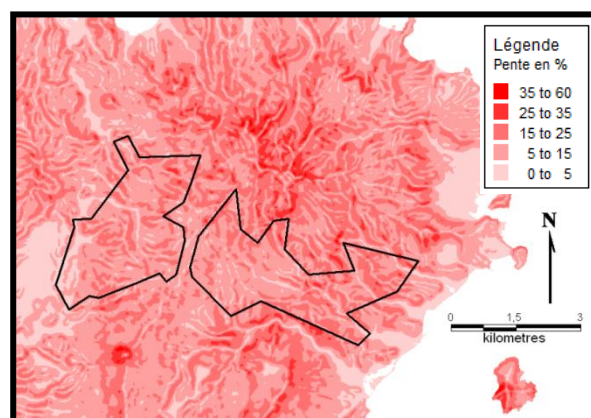 Légende
Pente en %
35 to 60
25 to 35
15 to 25
5 to 15
0 to 5
N
0 1,5 3
kilometres